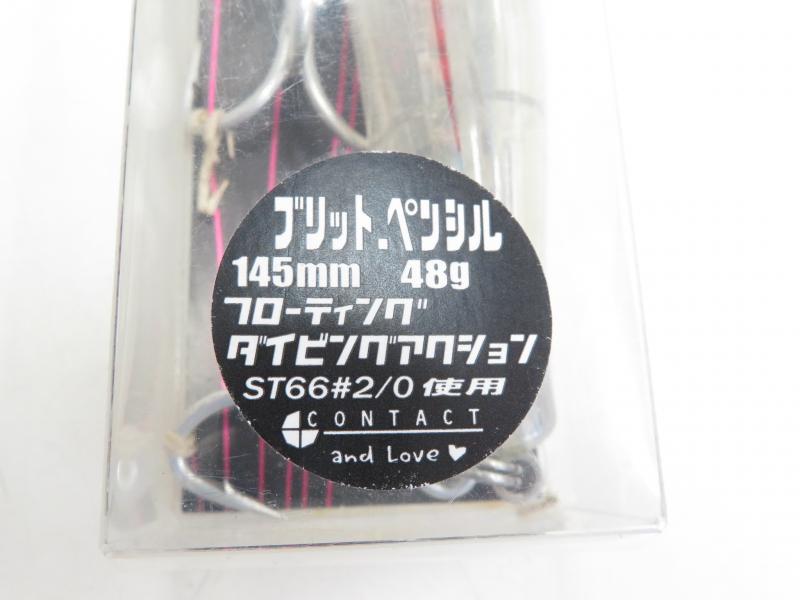 ブリット.ペンシル
145mm 48g
フローティング
ダイビングアクション
ST66#2/0 使用
CONTACT
and Love ♥